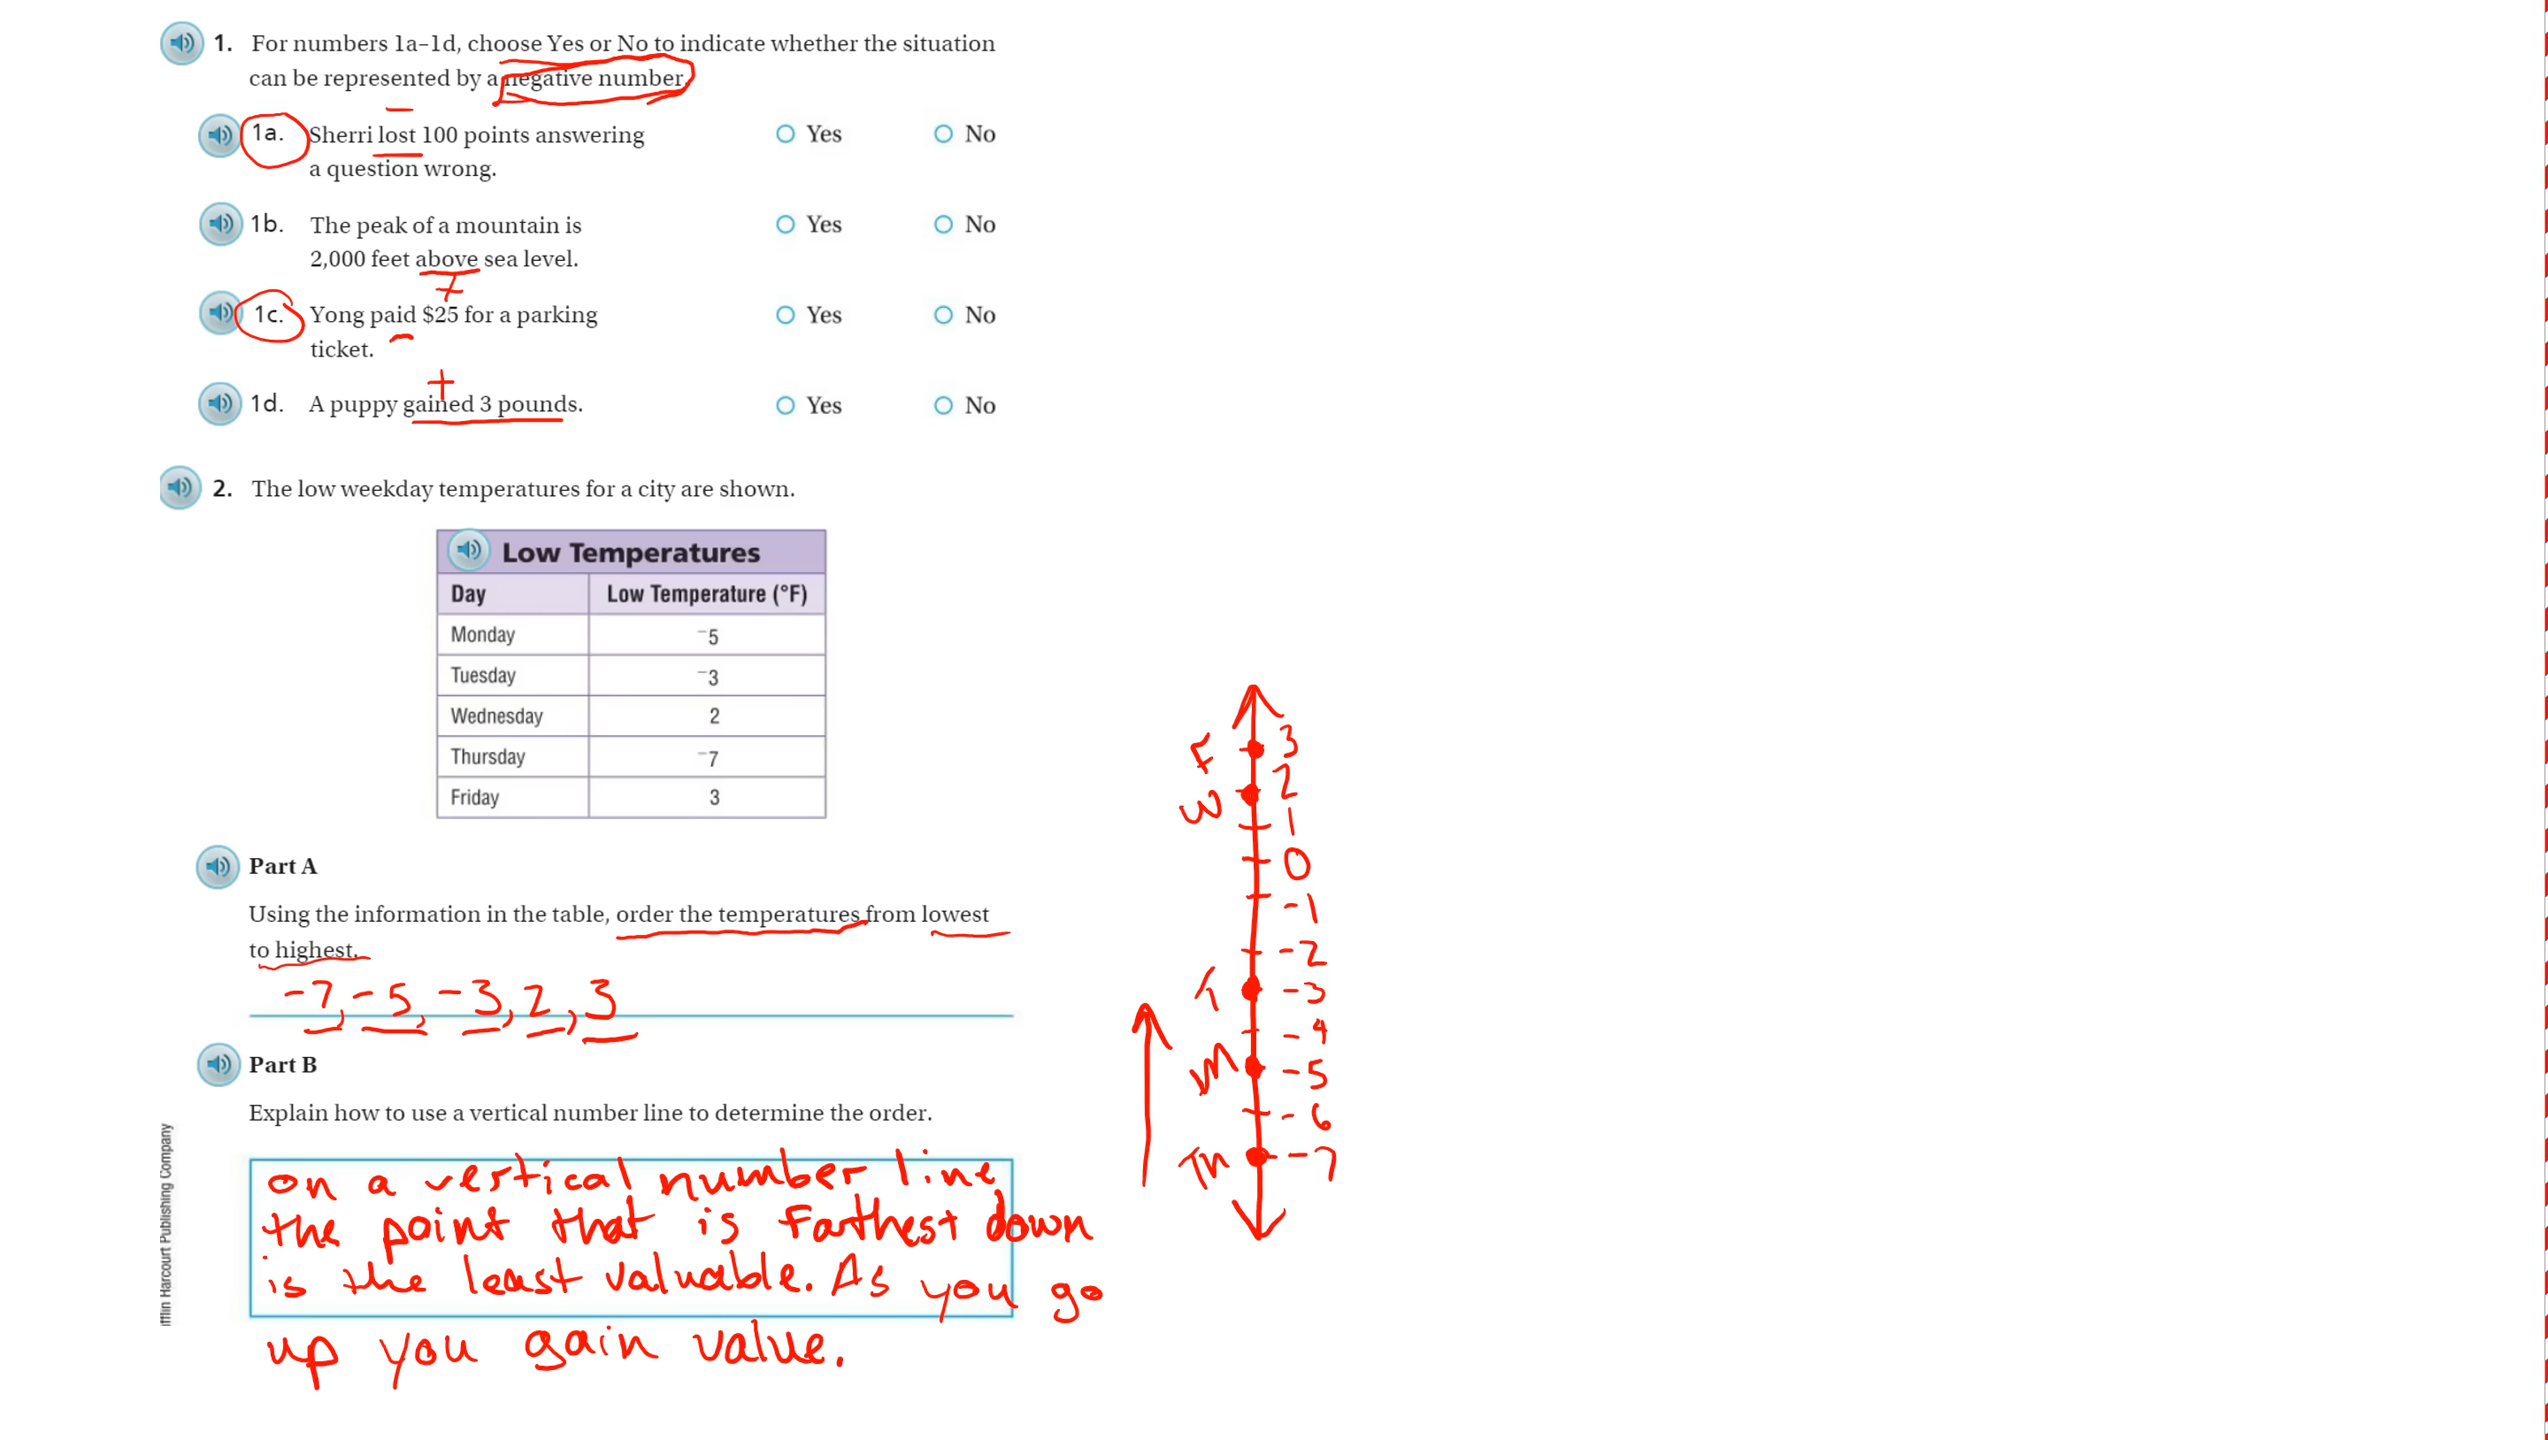 1. For numbers 1a–1d, choose Yes or No to indicate whether the situation
can be represented by a negative number.
–
1a. Sherri lost 100 points answering Yes No
a question wrong.
1b. The peak of a mountain is Yes No
2,000 feet above sea level.
+
1c. Yong paid $25 for a parking Yes No
–
ticket.
+
1d. A puppy gained 3 pounds. Yes No
2. The low weekday temperatures for a city are shown.
Low Temperatures
Day Low Temperature (°F)
Monday ⁻5
Tuesday ⁻3
Wednesday 2
Thursday ⁻7
Friday 3
Part A
Using the information in the table, order the temperatures from lowest
to highest.
-7, -5, -3, 2, 3
Part B
Explain how to use a vertical number line to determine the order.
on a vertical number line,
the point that is farthest down
is the least valuable. As you go
up you gain value.
F 3
W 2
1
0
-1
-2
T -3
-4
M -5
-6
Th -7
Harcourt Publishing Company